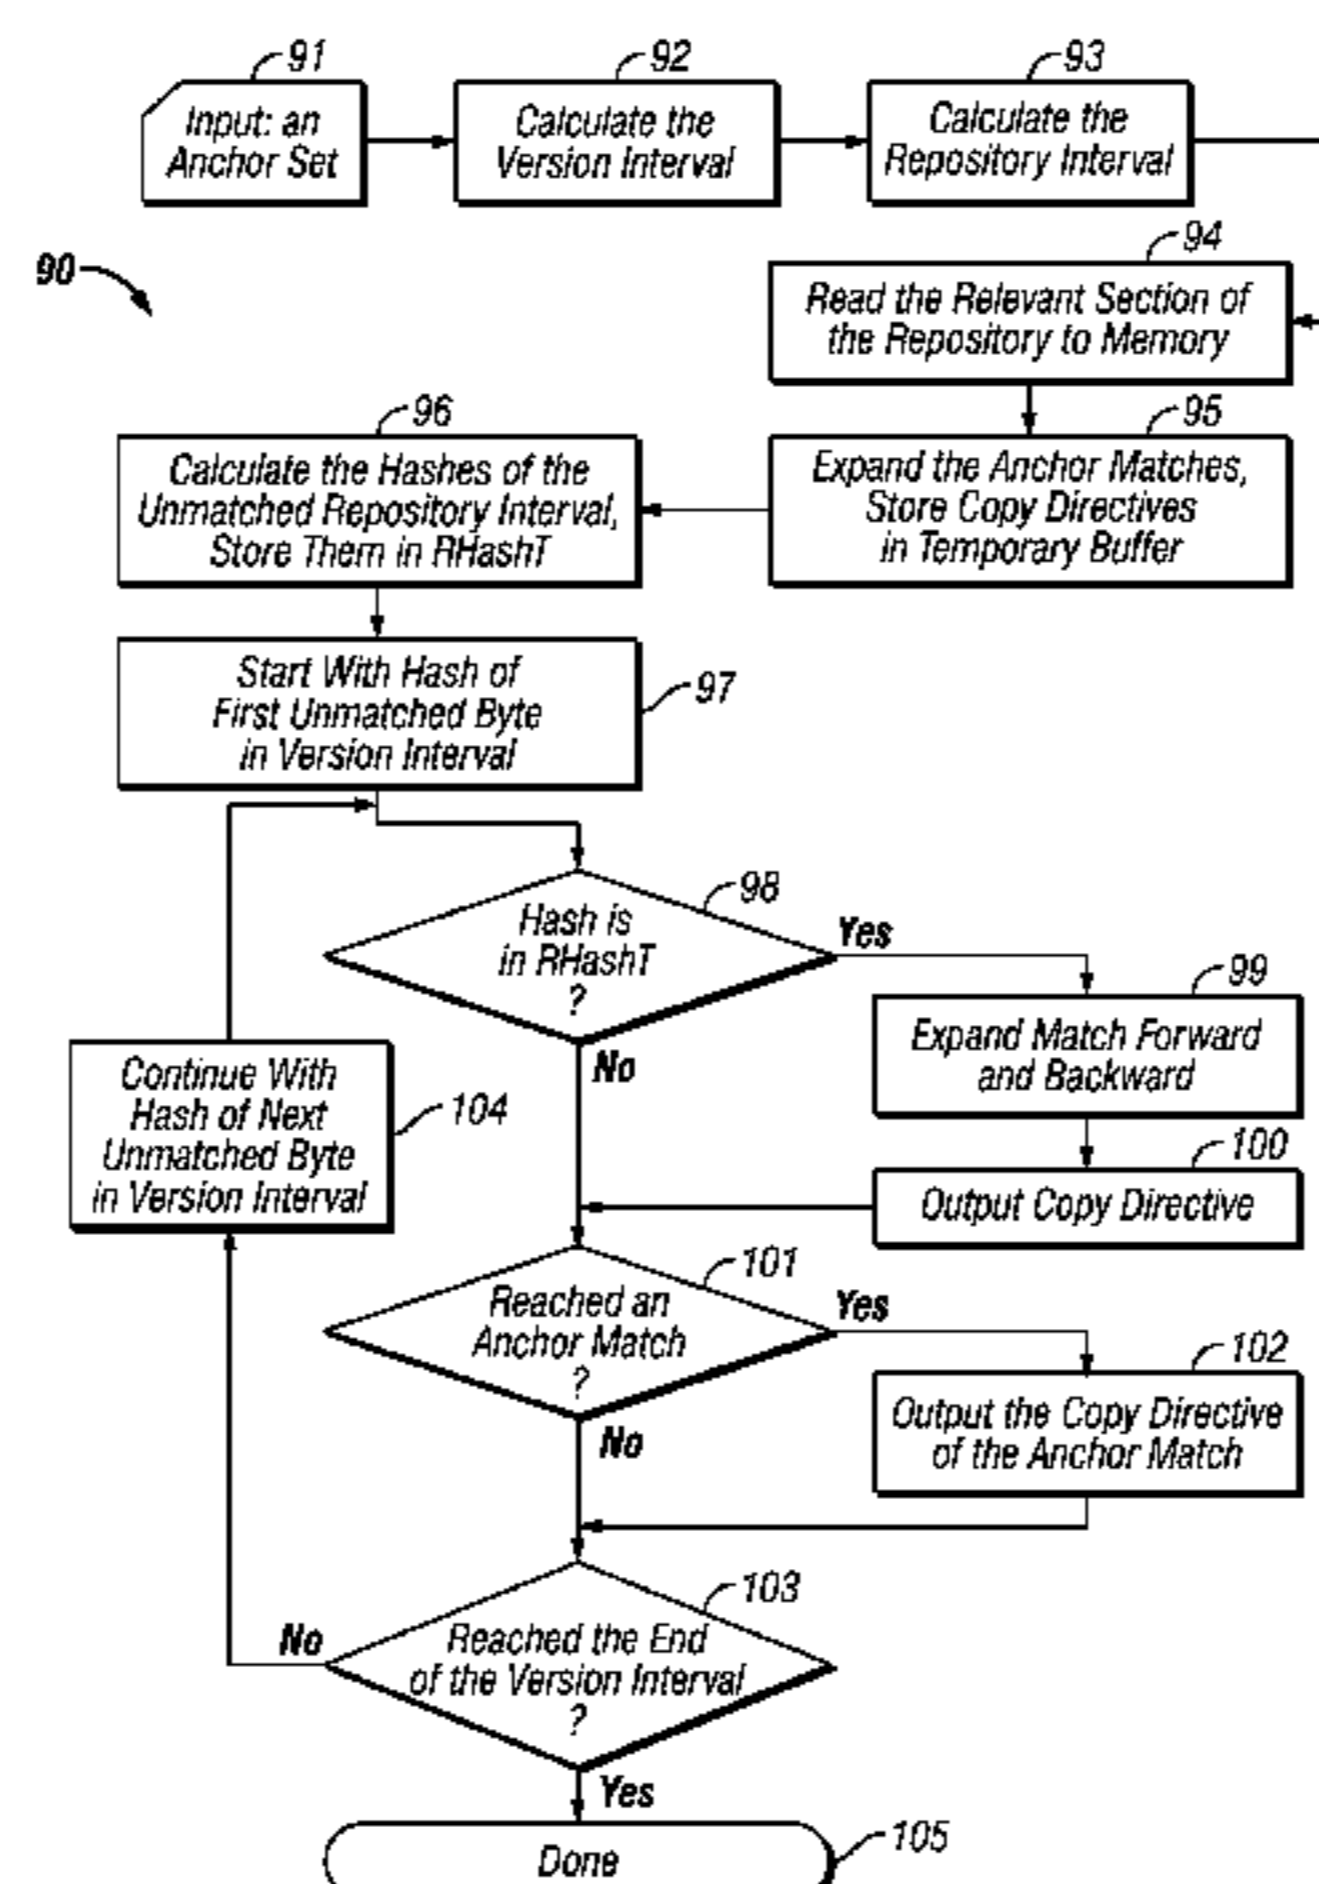 91
Input: an
Anchor Set
92
Calculate the
Version Interval
93
Calculate the
Repository Interval
90
94
Read the Relevant Section of
the Repository to Memory
95
Expand the Anchor Matches,
Store Copy Directives
in Temporary Buffer
96
Calculate the Hashes of the
Unmatched Repository Interval,
Store Them in RHashT
97
Start With Hash of
First Unmatched Byte
in Version Interval
98
Hash is
in RHashT
?
Yes
No
99
Expand Match Forward
and Backward
100
Output Copy Directive
104
Continue With
Hash of Next
Unmatched Byte
in Version Interval
101
Reached an
Anchor Match
?
Yes
No
102
Output the Copy Directive
of the Anchor Match
103
Reached the End
of the Version Interval
?
No
Yes
105
Done